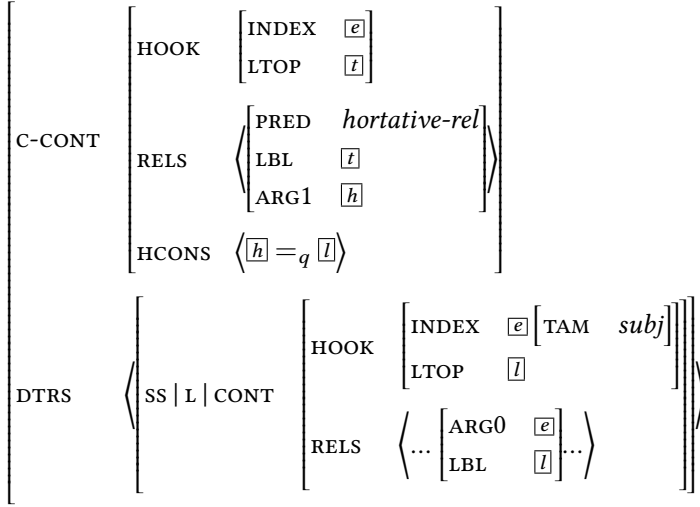 INDEX e
HOOK
LTOP t
PRED hortative-rel
C-CONT
RELS ⟨ LBL t ⟩
ARG1 h
HCONS ⟨h =q l⟩
INDEX e [TAM subj]
HOOK
LTOP l
DTRS ⟨ SS | L | CONT ⟩
ARG0 e
RELS ⟨... ...⟩
LBL l